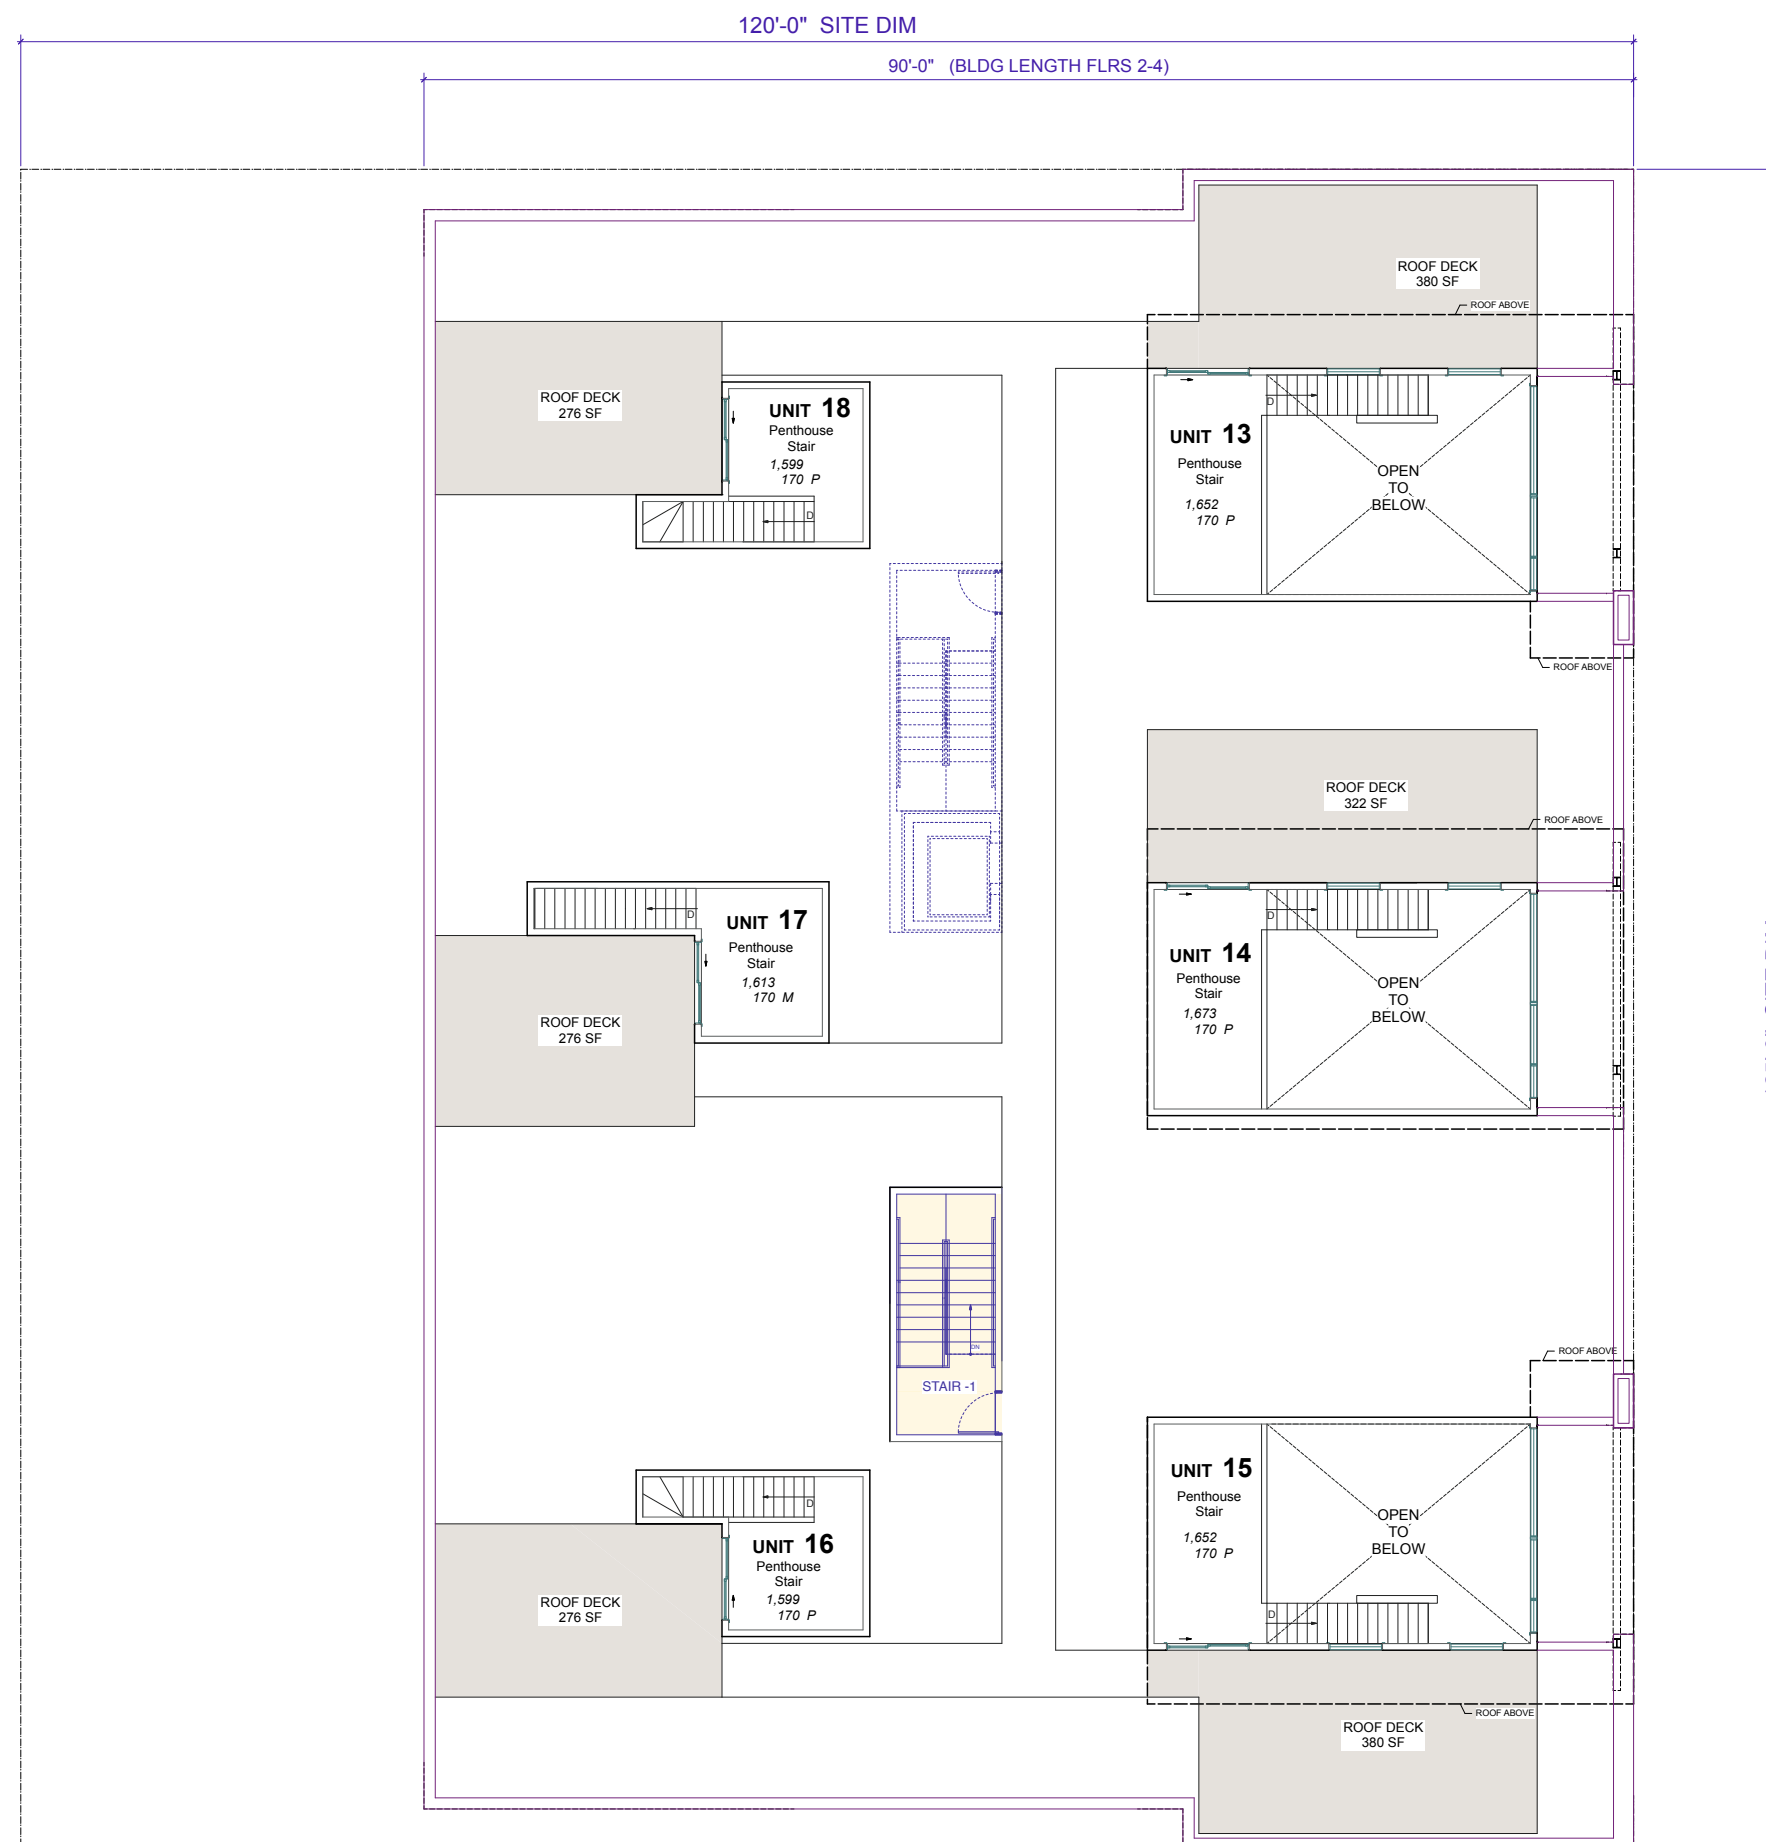 120'-0" SITE DIM
90'-0" (BLDG LENGTH FLRS 2-4)
ROOF DECK
380 SF
ROOF ABOVE
ROOF DECK
276 SF
UNIT 18
Penthouse
Stair
1,599
170 P
D
UNIT 13
Penthouse
Stair
1,652
170 P
D
OPEN
TO
BELOW
ROOF ABOVE
ROOF DECK
322 SF
ROOF ABOVE
D
UNIT 17
Penthouse
Stair
1,613
170 M
ROOF DECK
276 SF
D
UNIT 14
Penthouse
Stair
1,673
170 P
OPEN
TO
BELOW
DN
STAIR -1
ROOF ABOVE
UNIT 15
Penthouse
Stair
1,652
170 P
OPEN
TO
BELOW
D
D
UNIT 16
Penthouse
Stair
1,599
170 P
ROOF DECK
276 SF
ROOF ABOVE
ROOF DECK
380 SF